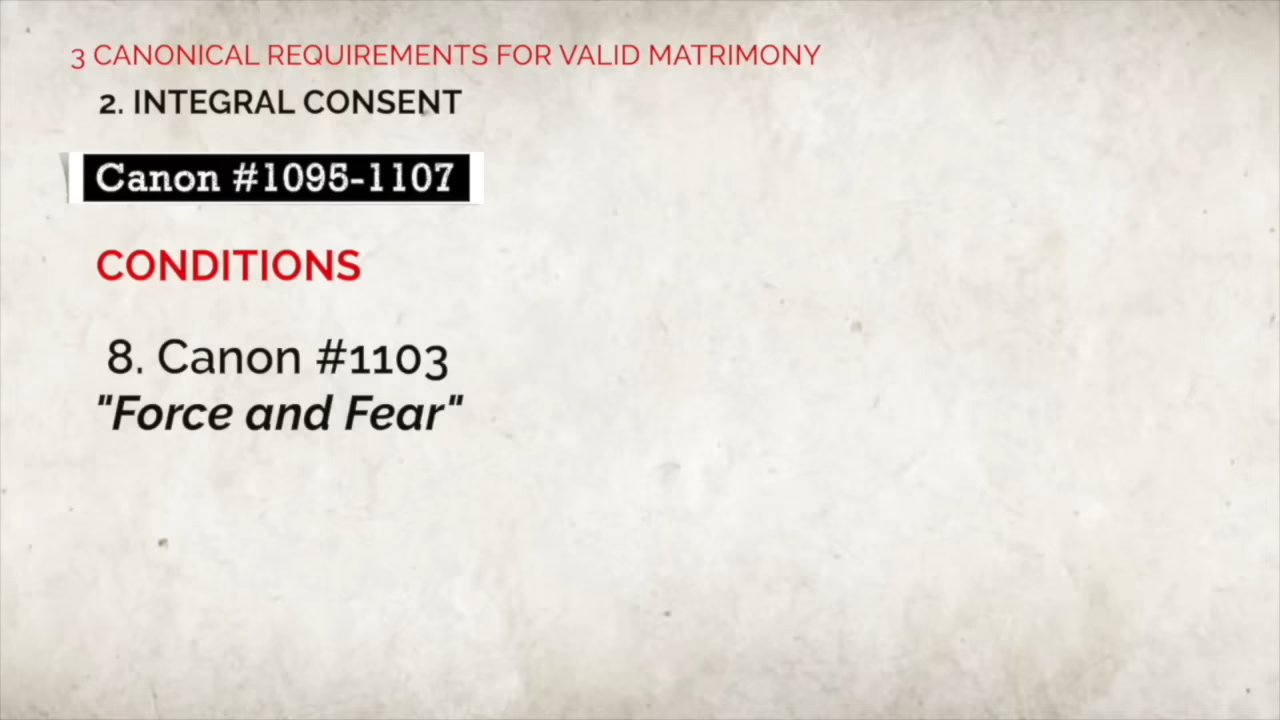 3 CANONICAL REQUIREMENTS FOR VALID MATRIMONY
2. INTEGRAL CONSENT
Canon #1095-1107
CONDITIONS
8. Canon #1103
"Force and Fear"